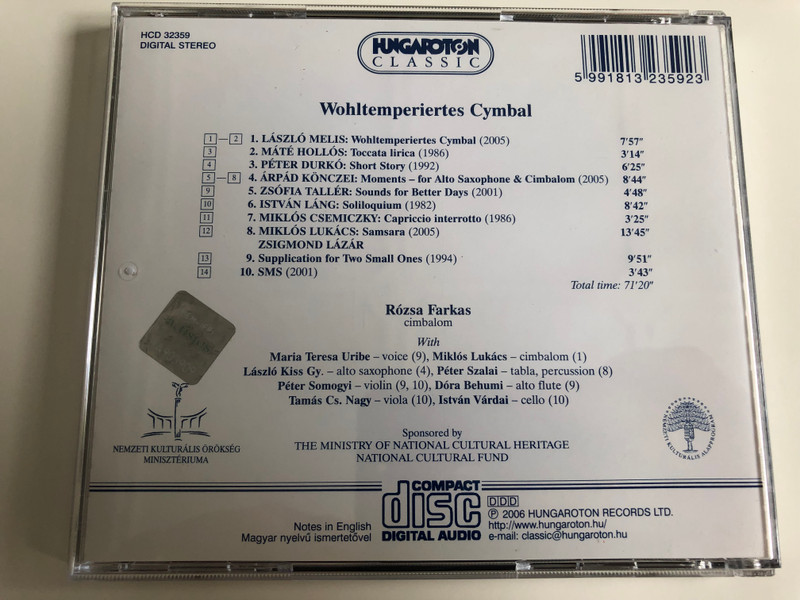 HCD 32359
DIGITAL STEREO
HUNGAROTON
CLASSIC
5 991813 235923
Wohltemperiertes Cymbal
1 – 2 1. LÁSZLÓ MELIS: Wohltemperiertes Cymbal (2005) 7'57"
3 2. MÁTÉ HOLLÓS: Toccata lirica (1986) 3'14"
4 3. PÉTER DURKÓ: Short Story (1992) 6'25"
5 – 8 4. ÁRPÁD KÖNCZEI: Moments – for Alto Saxophone & Cimbalom (2005) 8'44"
9 5. ZSÓFIA TALLÉR: Sounds for Better Days (2001) 4'48"
10 6. ISTVÁN LÁNG: Soliloquium (1982) 8'42"
11 7. MIKLÓS CSEMICZKY: Capriccio interrotto (1986) 3'25"
12 8. MIKLÓS LUKÁCS: Samsara (2005) 13'45"
ZSIGMOND LÁZÁR
13 9. Supplication for Two Small Ones (1994) 9'51"
14 10. SMS (2001) 3'43"
Total time: 71'20"
Rózsa Farkas
cimbalom
With
Maria Teresa Uribe – voice (9), Miklós Lukács – cimbalom (1)
László Kiss Gy. – alto saxophone (4), Péter Szalai – tabla, percussion (8)
Péter Somogyi – violin (9, 10), Dóra Behumi – alto flute (9)
Tamás Cs. Nagy – viola (10), István Várdai – cello (10)
Sponsored by
THE MINISTRY OF NATIONAL CULTURAL HERITAGE
NATIONAL CULTURAL FUND
NEMZETI KULTURÁLIS ÖRÖKSÉG
MINISZTÉRIUMA
NEMZETI KULTURÁLIS ALAPPROGRAM
Notes in English
Magyar nyelvű ismertetővel
COMPACT
disc
DIGITAL AUDIO
DDD
℗ 2006 HUNGAROTON RECORDS LTD.
http://www.hungaroton.hu/
e-mail: classic@hungaroton.hu